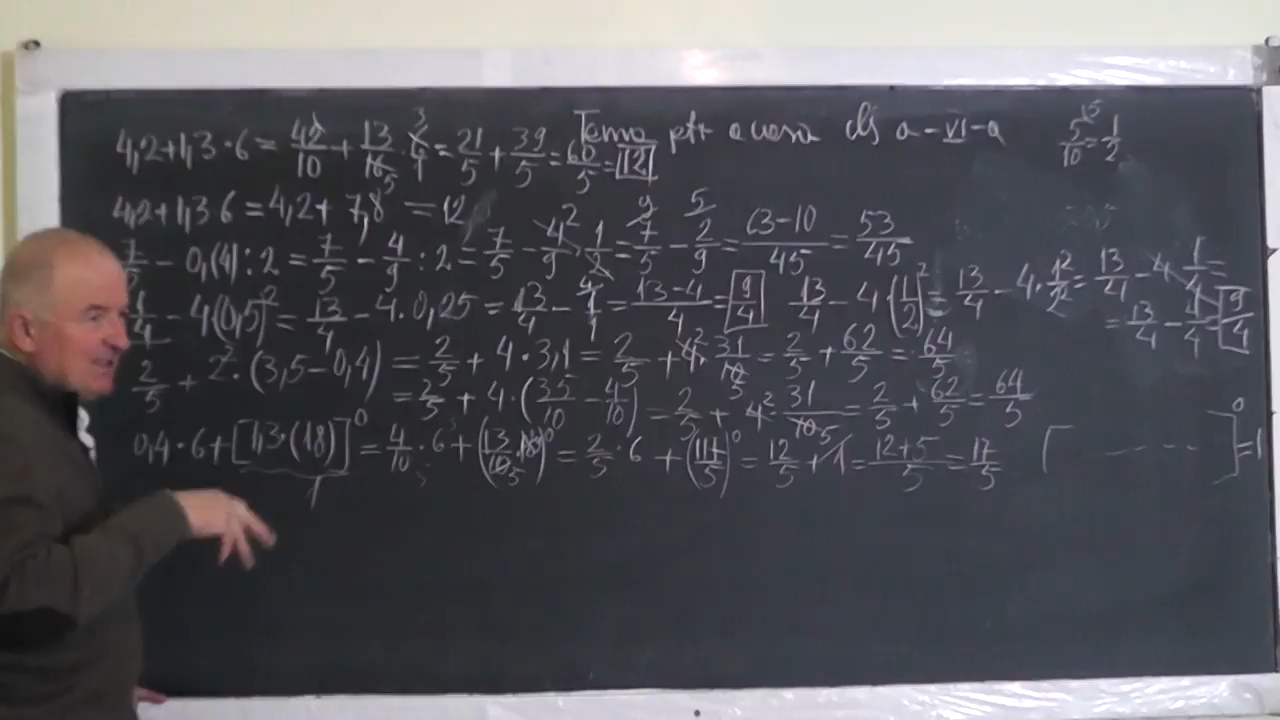 Tema ptr acasa cls a-VI-a
5/10 = 1/2
4,2+1,3·6 = 42/10 + 13/10 · 6/1 = 21/5 + 39/5 = 60/5 = 12
4,2+1,3·6 = 4,2 + 7,8 = 12
7/5 - 0,(4):2 = 7/5 - 4/9 : 2 = 7/5 - 4/9 · 1/2 = 7/5 - 2/9 = 63-10/45 = 53/45
- 4(0,5)² = 13/4 - 4·0,25 = 13/4 - 1/1 = 13-4/4 = 9/4
13/4 - 4·(1/2)² = 13/4 - 4·1²/2² = 13/4 - 4·1/4 =
= 13/4 - 4/4 = 9/4
2/5 + 2²·(3,5-0,4) = 2/5 + 4·3,1 = 2/5 + 4·31/10 = 2/5 + 62/5 = 64/5
= 2/5 + 4·(35/10 - 4/10) = 2/5 + 4·31/10 = 2/5 + 62/5 = 64/5
0,4·6+[1,3·(18)]⁰ = 4/10·6 + (13/10·18)⁰ = 2/5·6 + (117/5)⁰ = 12/5 + 1 = 12+5/5 = 17/5
[ --- ··· ]⁰ = 1
1